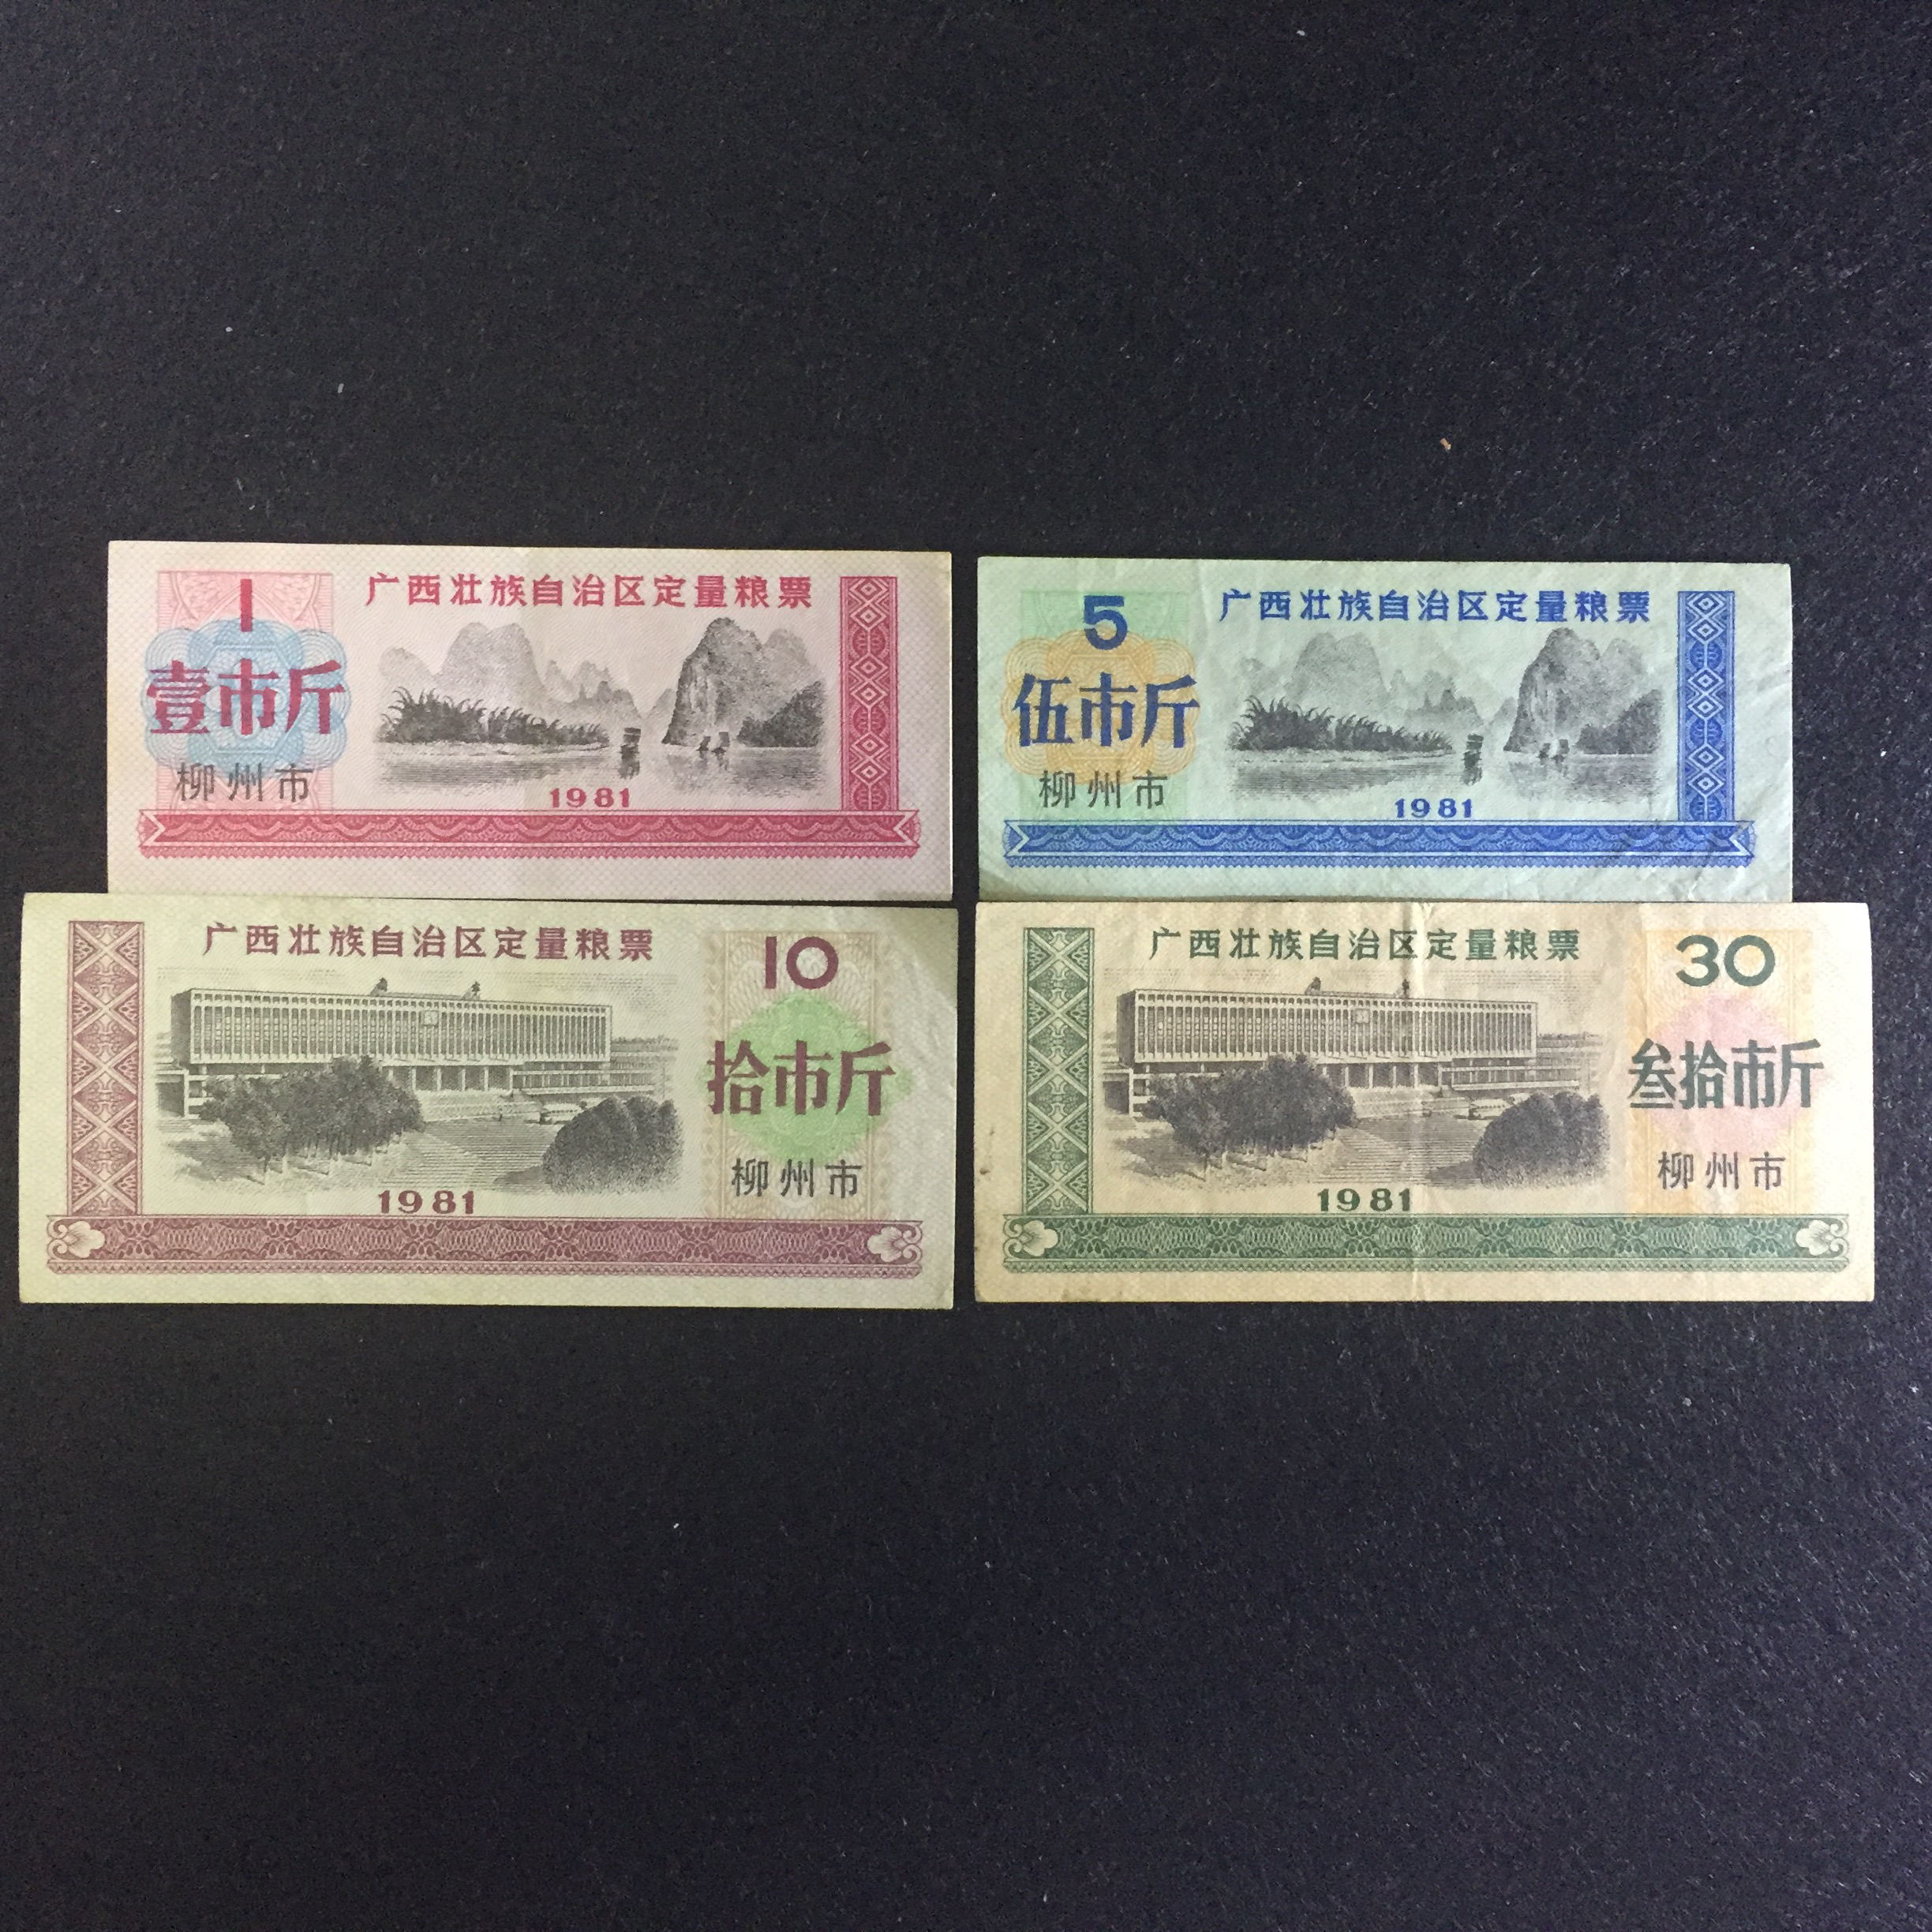 1
广西壮族自治区定量粮票
壹市斤
柳州市
1981
5
广西壮族自治区定量粮票
伍市斤
柳州市
1981
广西壮族自治区定量粮票
10
拾市斤
柳州市
1981
广西壮族自治区定量粮票
30
叁拾市斤
柳州市
1981